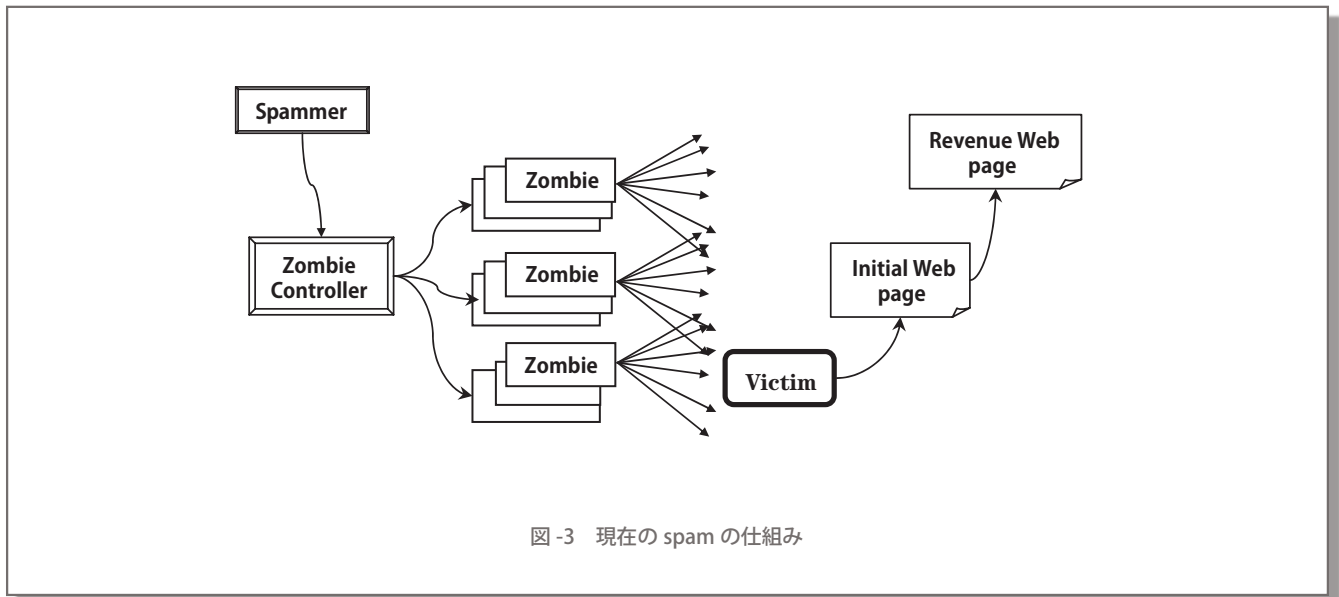 Spammer
Zombie
Controller
Zombie
Zombie
Zombie
Victim
Initial Web
page
Revenue Web
page
図 -3　現在の spam の仕組み